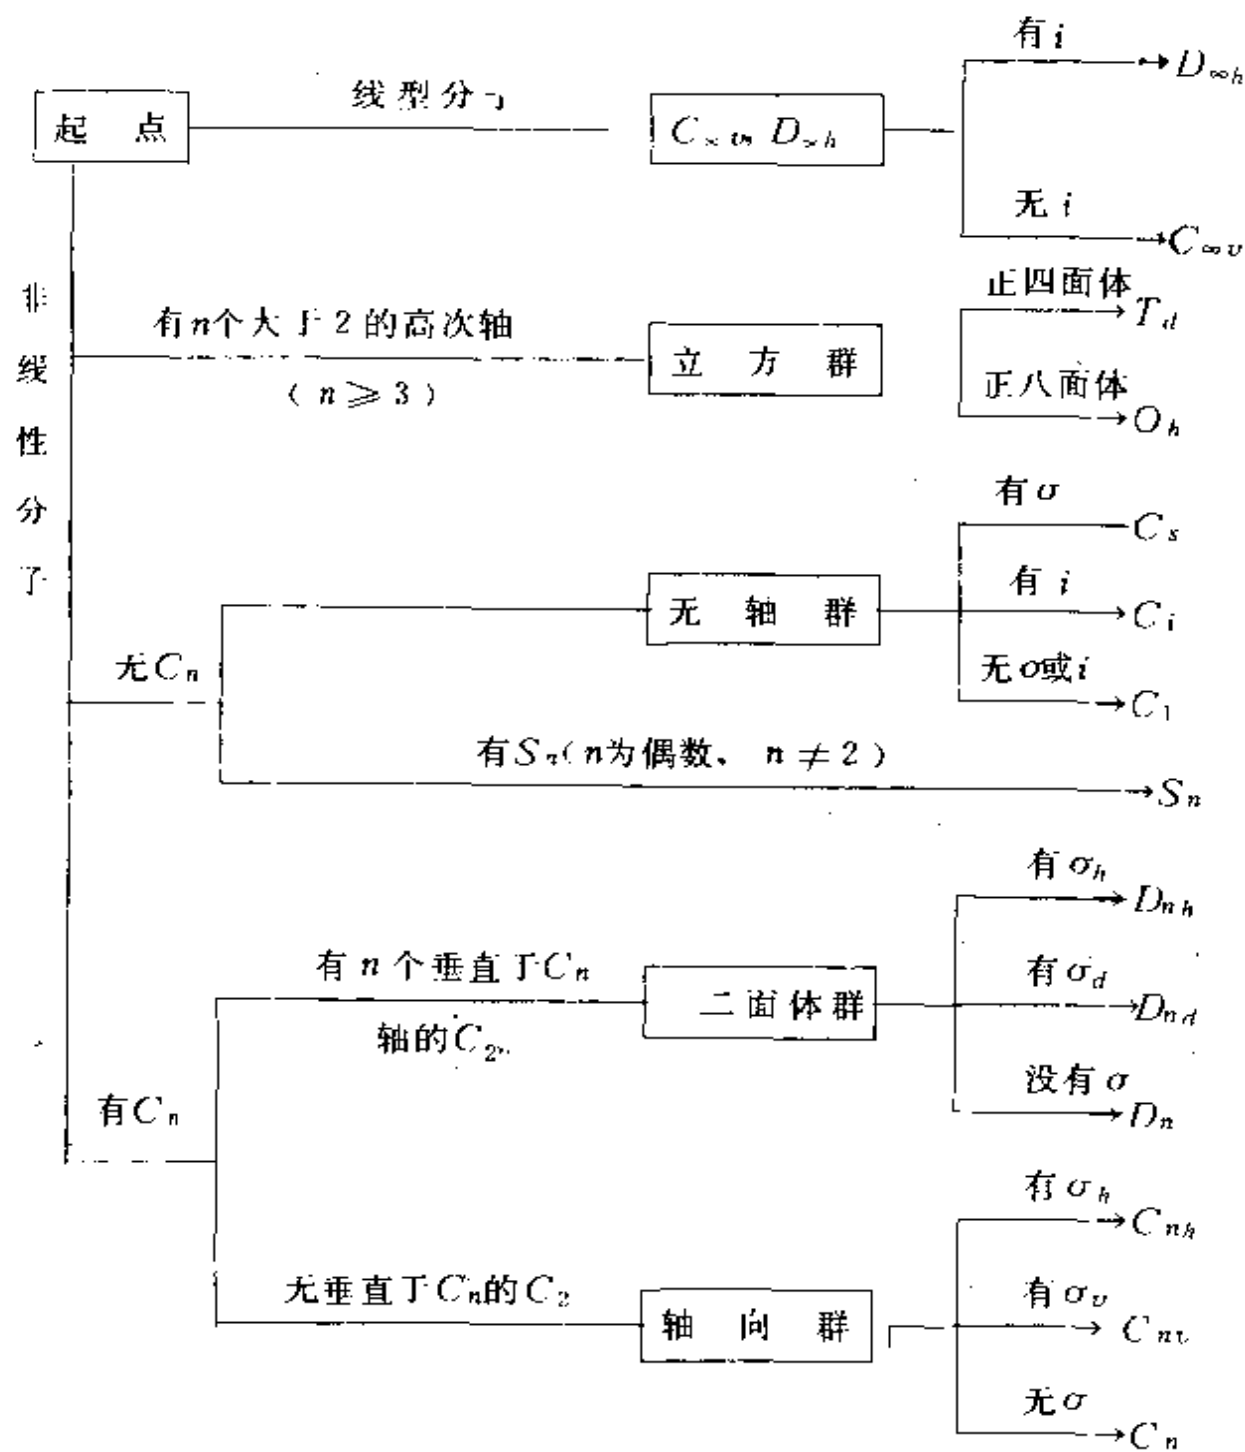 有 i
D∞h
线型分子
起 点
C∞v, D∞h
无 i
C∞v
非线性分子
正四面体
Td
有n个大于2的高次轴
立 方 群
(n≥3)
正八面体
Oh
有σ
Cs
无 轴 群
有 i
Ci
无Cn
无σ或i
C1
有Sn(n为偶数、 n≠2)
Sn
有σh
Dnh
有 n 个垂直于Cn
二面体群
有σd
Dnd
轴的C2
没有σ
Dn
有Cn
有σh
Cnh
无垂直于Cn的C2
轴 向 群
有σv
Cnv
无σ
Cn